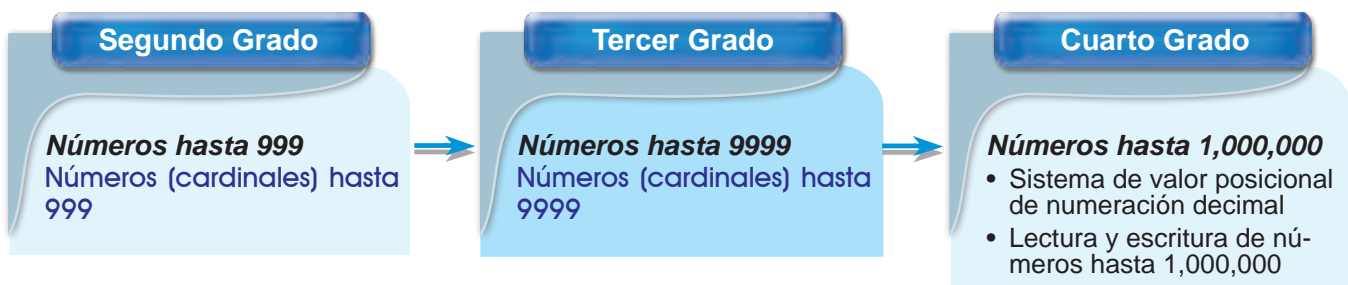 Segundo Grado
Números hasta 999
Números (cardinales) hasta
999
Tercer Grado
Números hasta 9999
Números (cardinales) hasta
9999
Cuarto Grado
Números hasta 1,000,000
• Sistema de valor posicional
de numeración decimal
• Lectura y escritura de nú-
meros hasta 1,000,000